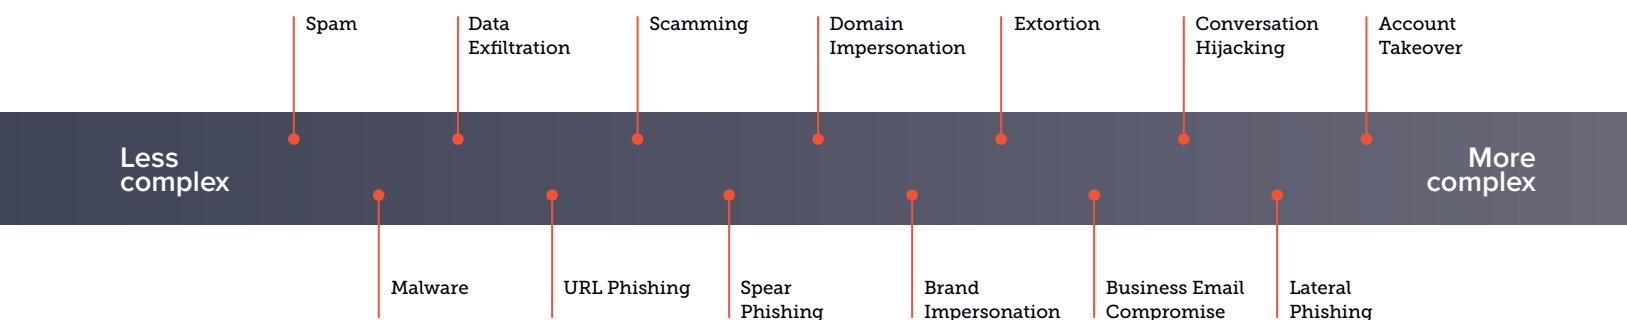 Spam
Data
Exfiltration
Scamming
Domain
Impersonation
Extortion
Conversation
Hijacking
Account
Takeover
Less
complex
More
complex
Malware
URL Phishing
Spear
Phishing
Brand
Impersonation
Business Email
Compromise
Lateral
Phishing